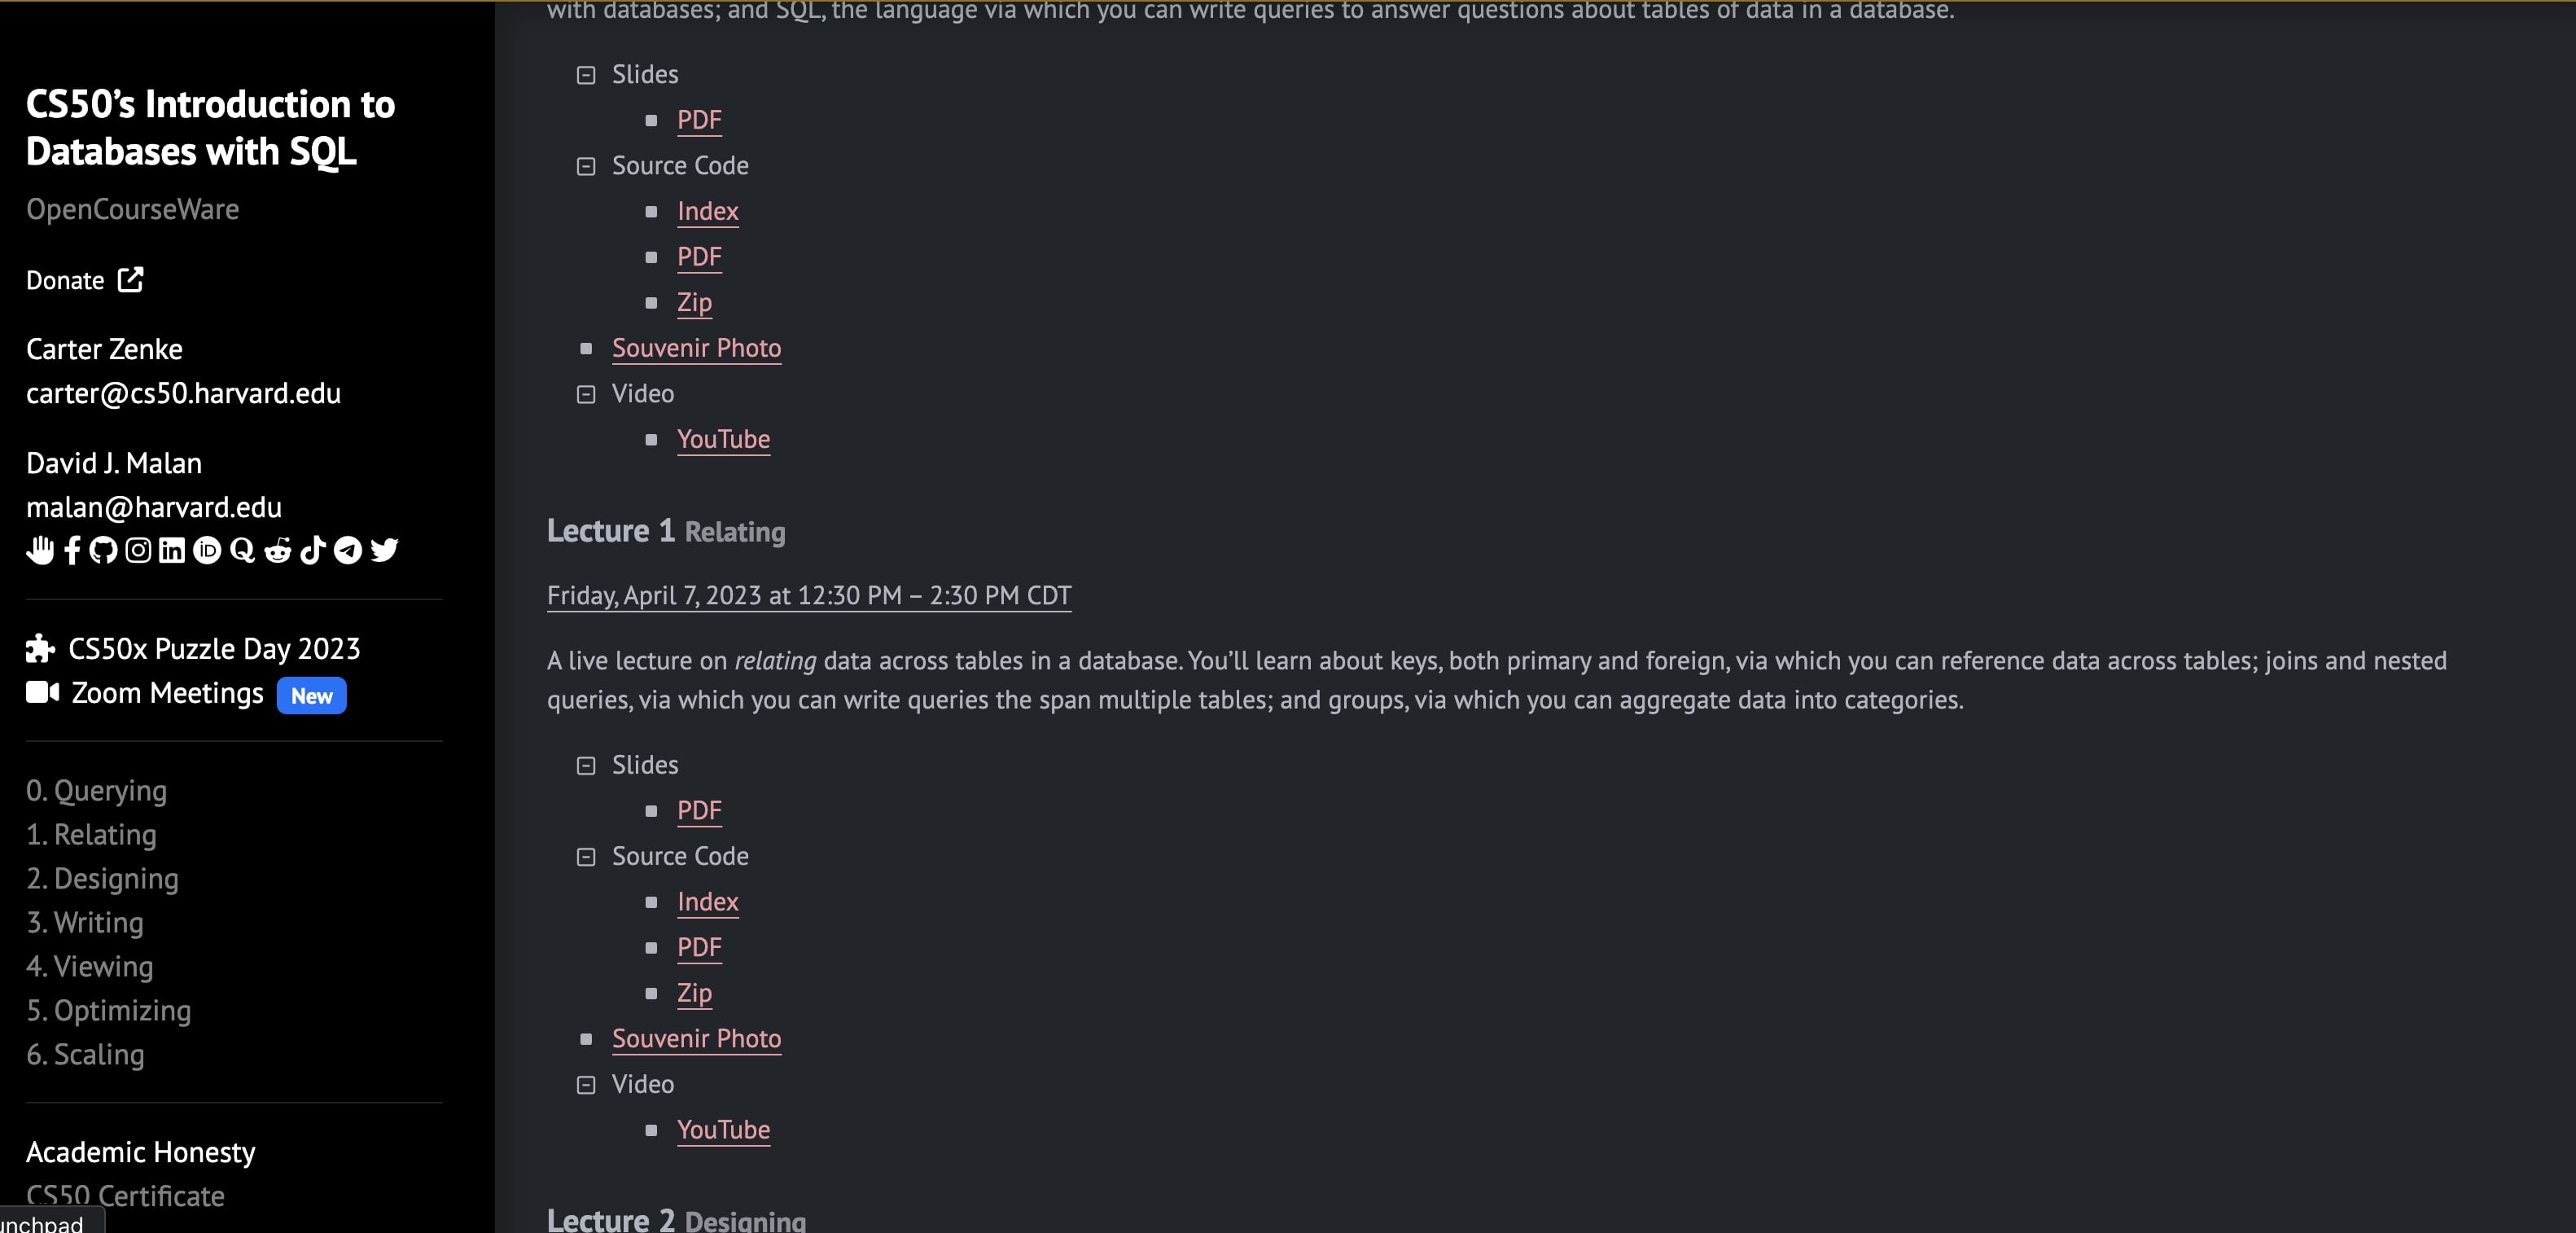 CS50’s Introduction to
Databases with SQL
OpenCourseWare
Donate
Carter Zenke
carter@cs50.harvard.edu
David J. Malan
malan@harvard.edu
CS50x Puzzle Day 2023
Zoom Meetings New
0. Querying
1. Relating
2. Designing
3. Writing
4. Viewing
5. Optimizing
6. Scaling
Academic Honesty
CS50 Certificate
unchpad
with databases; and SQL, the language via which you can write queries to answer questions about tables of data in a database.
Slides
PDF
Source Code
Index
PDF
Zip
Souvenir Photo
Video
YouTube
Lecture 1 Relating
Friday, April 7, 2023 at 12:30 PM – 2:30 PM CDT
A live lecture on relating data across tables in a database. You’ll learn about keys, both primary and foreign, via which you can reference data across tables; joins and nested
queries, via which you can write queries the span multiple tables; and groups, via which you can aggregate data into categories.
Slides
PDF
Source Code
Index
PDF
Zip
Souvenir Photo
Video
YouTube
Lecture 2 Designing